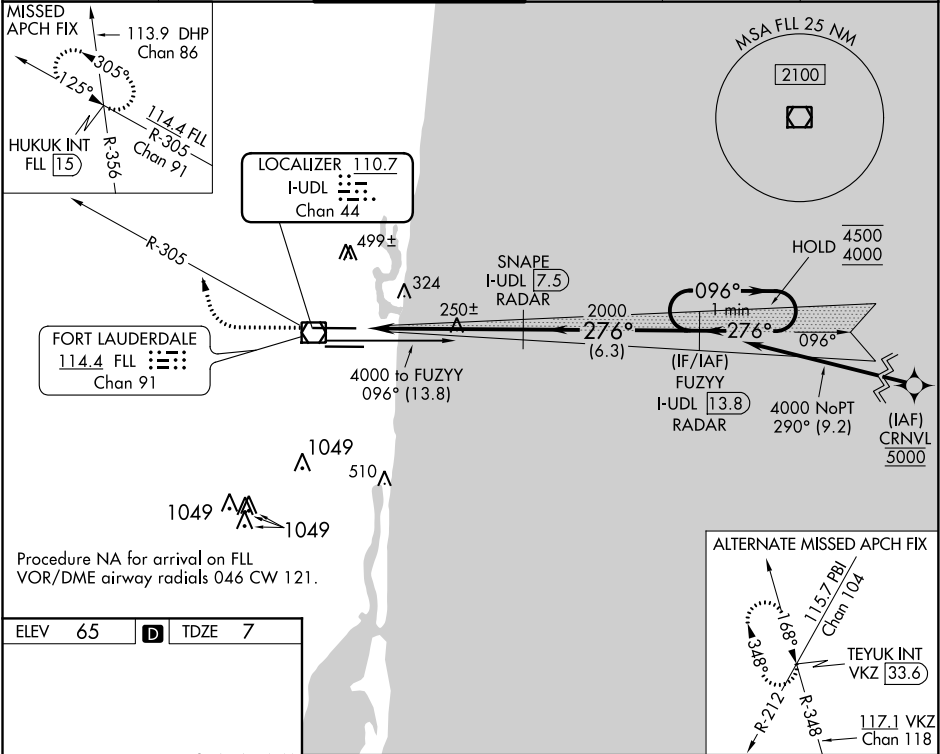 MISSED
APCH FIX
113.9 DHP
Chan 86
305°
125°
114.4 FLL
R-305
Chan 91
HUKUK INT
FLL 15
R-356
MSA FLL 25 NM
2100
LOCALIZER 110.7
I-UDL
Chan 44
R-305
499±
324
250±
SNAPE
I-UDL 7.5
RADAR
HOLD
4500
4000
096°
1 min
2000
276°
(6.3)
276°
096°
FORT LAUDERDALE
114.4 FLL
Chan 91
4000 to FUZYY
096° (13.8)
(IF/IAF)
FUZYY
I-UDL 13.8
RADAR
4000 NoPT
290° (9.2)
(IAF)
CRNVL
5000
1049
510
1049
1049
Procedure NA for arrival on FLL
VOR/DME airway radials 046 CW 121.
ELEV 65 D TDZE 7
ALTERNATE MISSED APCH FIX
115.7 PBI
Chan 104
168°
348°
TEYUK INT
VKZ 33.6
R-212
R-348
117.1 VKZ
Chan 118